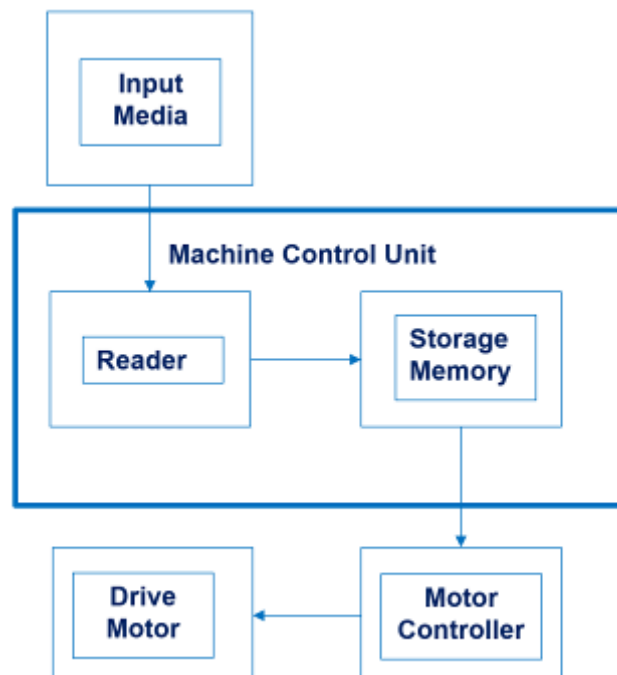 Input
Media
Machine Control Unit
Reader
Storage
Memory
Drive
Motor
Motor
Controller